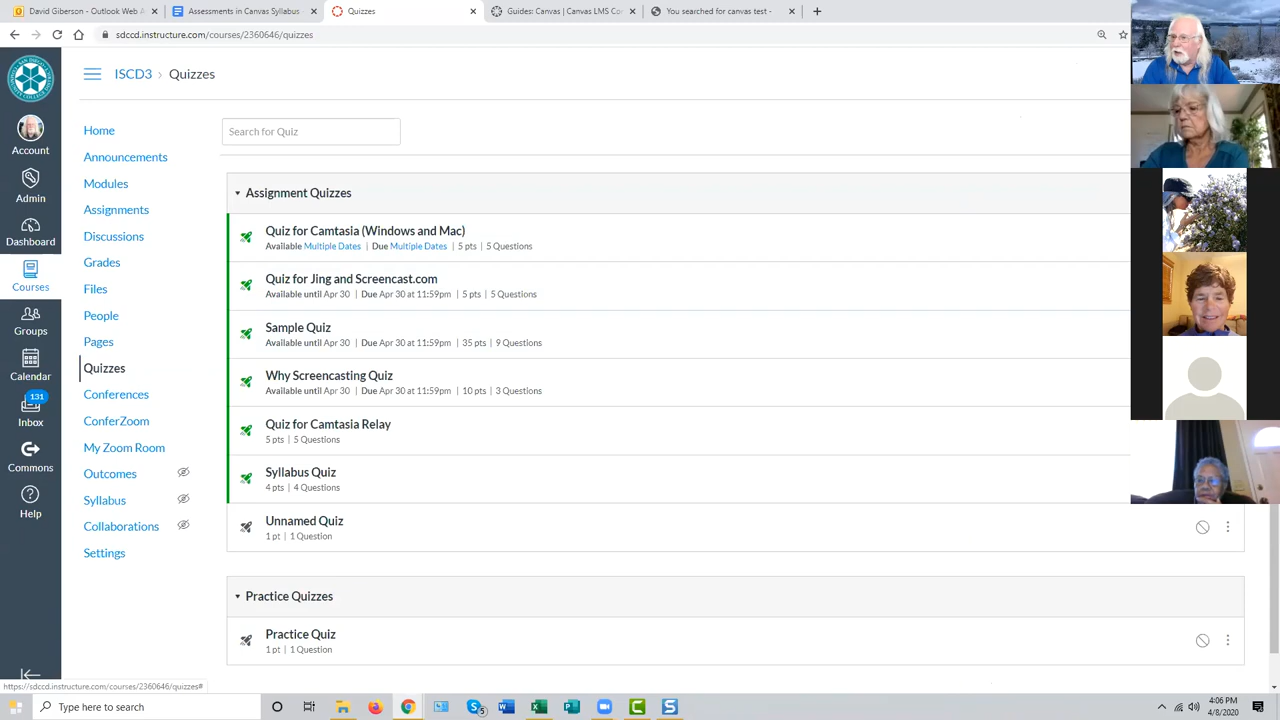 David Giberson - Outlook Web A
Assessments in Canvas Syllabus
Quizzes
Guides: Canvas | Canvas LMS Co
You searched for canvas test -
sdccd.instructure.com/courses/2360646/quizzes
ISCD3 › Quizzes
Account
Admin
Dashboard
Courses
Groups
Calendar
131
Inbox
Commons
Help
Home
Announcements
Modules
Assignments
Discussions
Grades
Files
People
Pages
Quizzes
Conferences
ConferZoom
My Zoom Room
Outcomes
Syllabus
Collaborations
Settings
Search for Quiz
Assignment Quizzes
Quiz for Camtasia (Windows and Mac)
Available Multiple Dates | Due Multiple Dates | 5 pts | 5 Questions
Quiz for Jing and Screencast.com
Available until Apr 30 | Due Apr 30 at 11:59pm | 5 pts | 5 Questions
Sample Quiz
Available until Apr 30 | Due Apr 30 at 11:59pm | 35 pts | 9 Questions
Why Screencasting Quiz
Available until Apr 30 | Due Apr 30 at 11:59pm | 10 pts | 3 Questions
Quiz for Camtasia Relay
5 pts | 5 Questions
Syllabus Quiz
4 pts | 4 Questions
Unnamed Quiz
1 pt | 1 Question
Practice Quizzes
Practice Quiz
1 pt | 1 Question
https://sdccd.instructure.com/courses/2360646/quizzes#
Type here to search
5
4:06 PM
4/8/2020